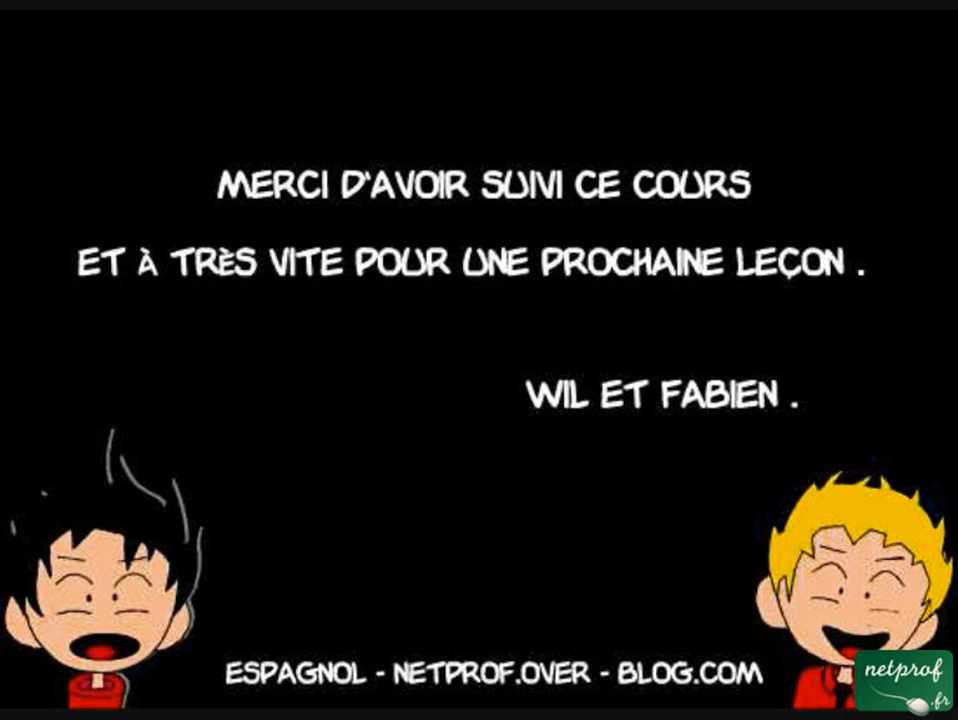 MERCI D'AVOIR SUIVI CE COURS
ET À TRÈS VITE POUR UNE PROCHAINE LEÇON .
WIL ET FABIEN .
ESPAGNOL - NETPROF.OVER - BLOG.COM
netprof
.fr